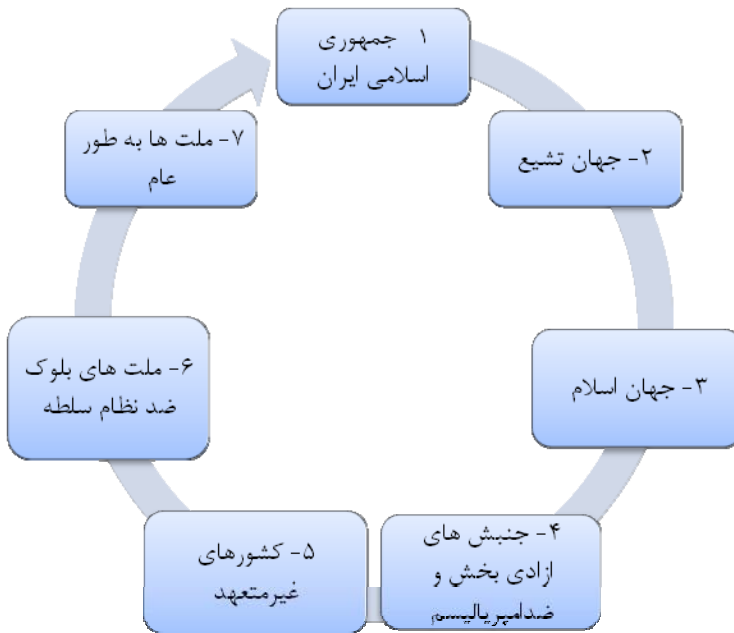 ۱ جمهوری
اسلامی ایران
۲- جهان تشیع
۳- جهان اسلام
۴- جنبش های
ازادی بخش و
ضدامپریالیسم
۵- کشورهای
غیرمتعهد
۶- ملت های بلوک
ضد نظام سلطه
۷- ملت ها به طور
عام